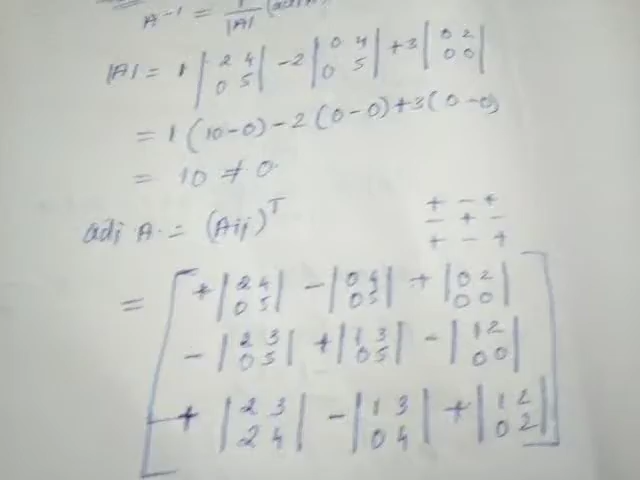 A⁻¹ = 1/|A| (adj A)
|A| = 1 |2 4; 0 5| - 2 |0 4; 0 5| + 3 |0 2; 0 0|
= 1 (10-0) - 2 (0-0) + 3 (0-0)
= 10 ≠ 0.
adj A = (Aij)ᵀ
+ - +
- + -
+ - +
= [ + |2 4; 0 5| - |0 4; 0 5| + |0 2; 0 0|
- |2 3; 0 5| + |1 3; 0 5| - |1 2; 0 0|
+ |2 3; 2 4| - |1 3; 0 4| + |1 2; 0 2| ]